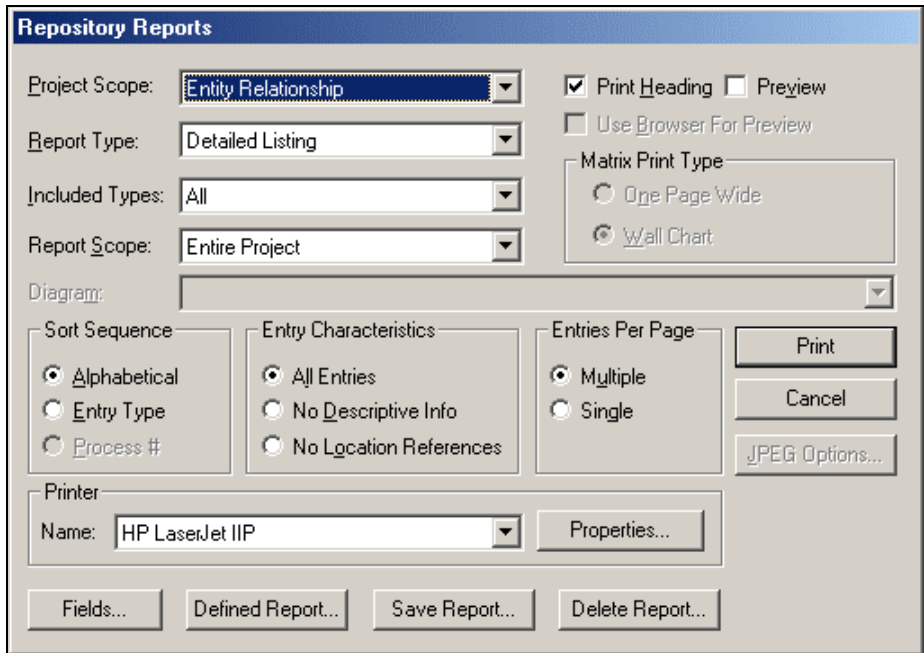 Repository Reports
Project Scope: Entity Relationship
Print Heading Preview
Use Browser For Preview
Report Type: Detailed Listing
Matrix Print Type
One Page Wide
Wall Chart
Included Types: All
Report Scope: Entire Project
Diagram:
Sort Sequence
Alphabetical
Entry Type
Process #
Entry Characteristics
All Entries
No Descriptive Info
No Location References
Entries Per Page
Multiple
Single
Print
Cancel
JPEG Options...
Printer
Name: HP LaserJet IIP Properties...
Fields... Defined Report... Save Report... Delete Report...